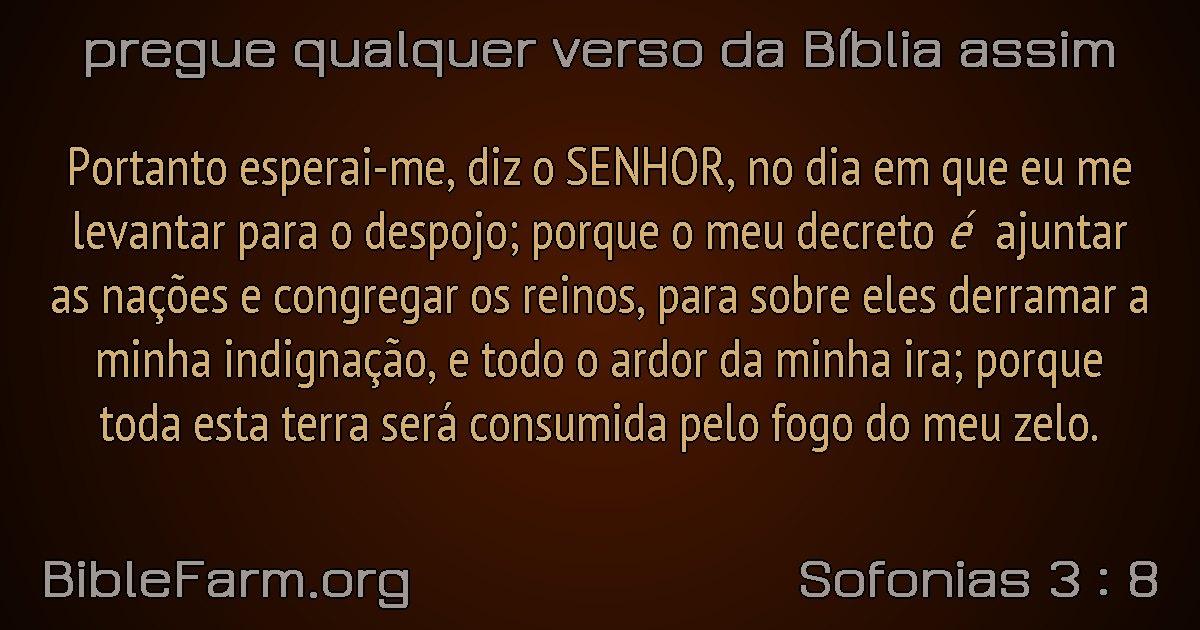 pregue qualquer verso da Bíblia assim
Portanto esperai-me, diz o SENHOR, no dia em que eu me
levantar para o despojo; porque o meu decreto é ajuntar
as nações e congregar os reinos, para sobre eles derramar a
minha indignação, e todo o ardor da minha ira; porque
toda esta terra será consumida pelo fogo do meu zelo.
BibleFarm.org
Sofonias 3 : 8